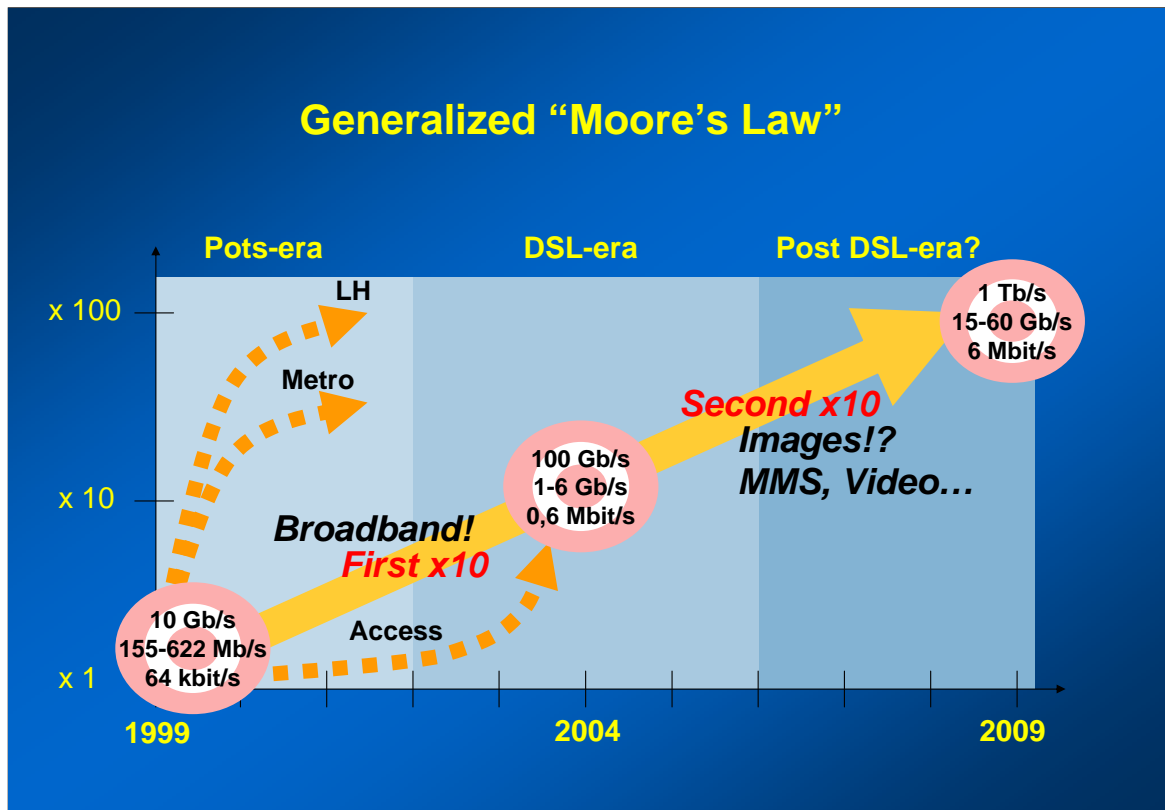 Generalized “Moore’s Law”
Pots-era
DSL-era
Post DSL-era?
x 100
LH
1 Tb/s
15-60 Gb/s
6 Mbit/s
Metro
Second x10
Images!?
MMS, Video…
100 Gb/s
1-6 Gb/s
0,6 Mbit/s
x 10
Broadband!
First x10
10 Gb/s
155-622 Mb/s
64 kbit/s
Access
x 1
1999
2004
2009